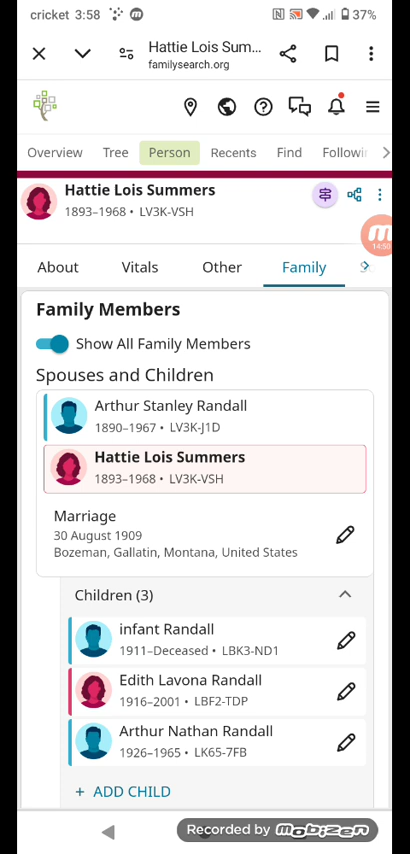 cricket 3:58 37%
Hattie Lois Sum...
familysearch.org
Overview Tree Person Recents Find Followi
Hattie Lois Summers
1893–1968 • LV3K-VSH
14:50
About Vitals Other Family
Family Members
Show All Family Members
Spouses and Children
Arthur Stanley Randall
1890–1967 • LV3K-J1D
Hattie Lois Summers
1893–1968 • LV3K-VSH
Marriage
30 August 1909
Bozeman, Gallatin, Montana, United States
Children (3)
infant Randall
1911–Deceased • LBK3-ND1
Edith Lavona Randall
1916–2001 • LBF2-TDP
Arthur Nathan Randall
1926–1965 • LK65-7FB
+ ADD CHILD
Recorded by mobizen